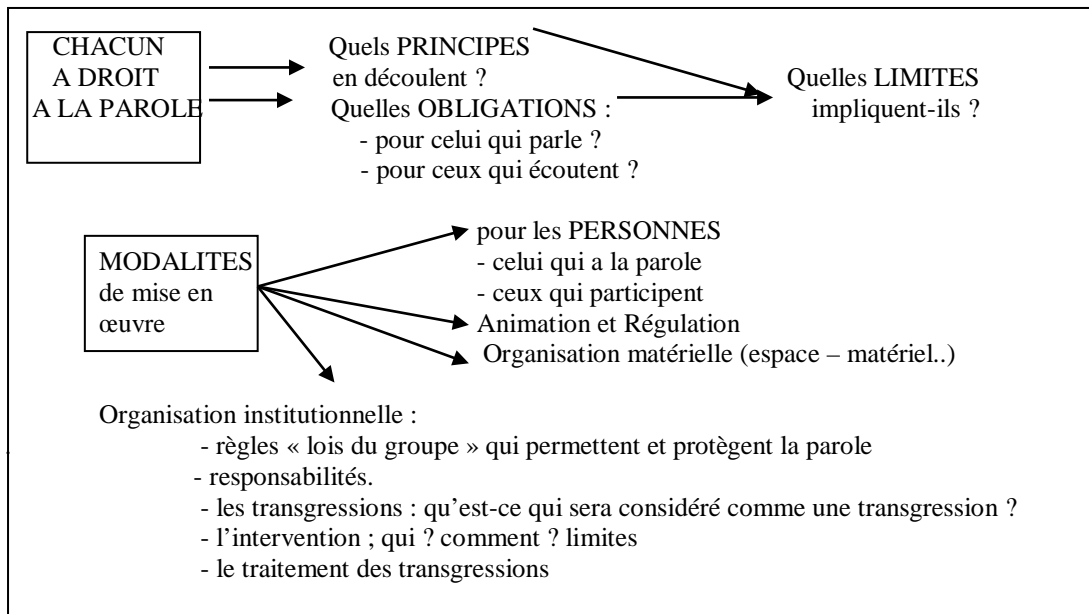 CHACUN
A DROIT
A LA PAROLE
Quels PRINCIPES
en découlent ?
Quelles OBLIGATIONS :
- pour celui qui parle ?
- pour ceux qui écoutent ?
Quelles LIMITES
impliquent-ils ?
MODALITES
de mise en
œuvre
pour les PERSONNES
- celui qui a la parole
- ceux qui participent
Animation et Régulation
Organisation matérielle (espace – matériel..)
Organisation institutionnelle :
- règles « lois du groupe » qui permettent et protègent la parole
- responsabilités.
- les transgressions : qu’est-ce qui sera considéré comme une transgression ?
- l’intervention ; qui ? comment ? limites
- le traitement des transgressions